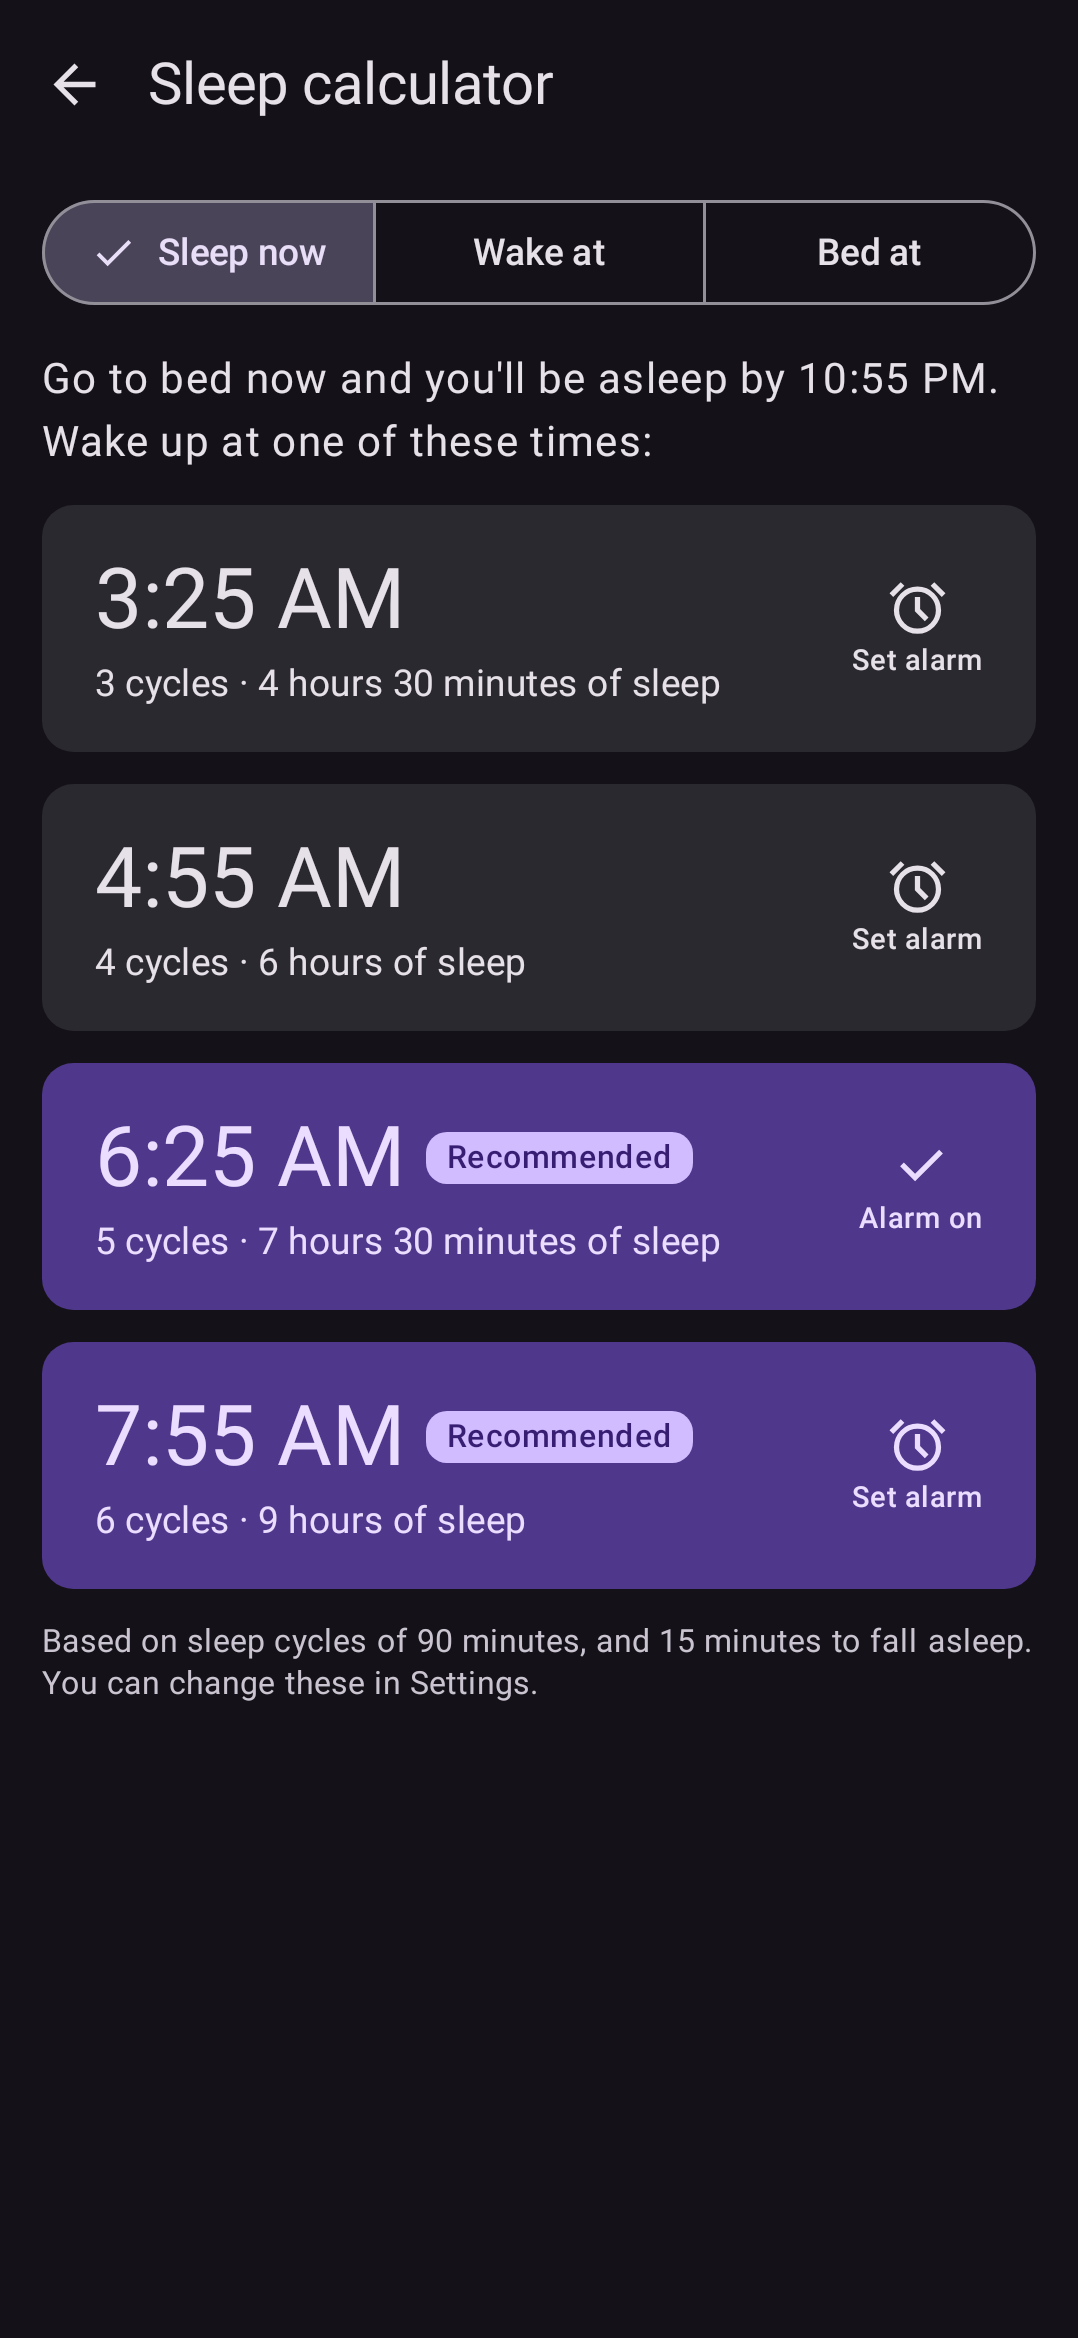 Sleep calculator
Sleep now
Wake at
Bed at
Go to bed now and you'll be asleep by 10:55 PM.
Wake up at one of these times:
3:25 AM
3 cycles · 4 hours 30 minutes of sleep
Set alarm
4:55 AM
4 cycles · 6 hours of sleep
Set alarm
6:25 AM Recommended
5 cycles · 7 hours 30 minutes of sleep
Alarm on
7:55 AM Recommended
6 cycles · 9 hours of sleep
Set alarm
Based on sleep cycles of 90 minutes, and 15 minutes to fall asleep.
You can change these in Settings.